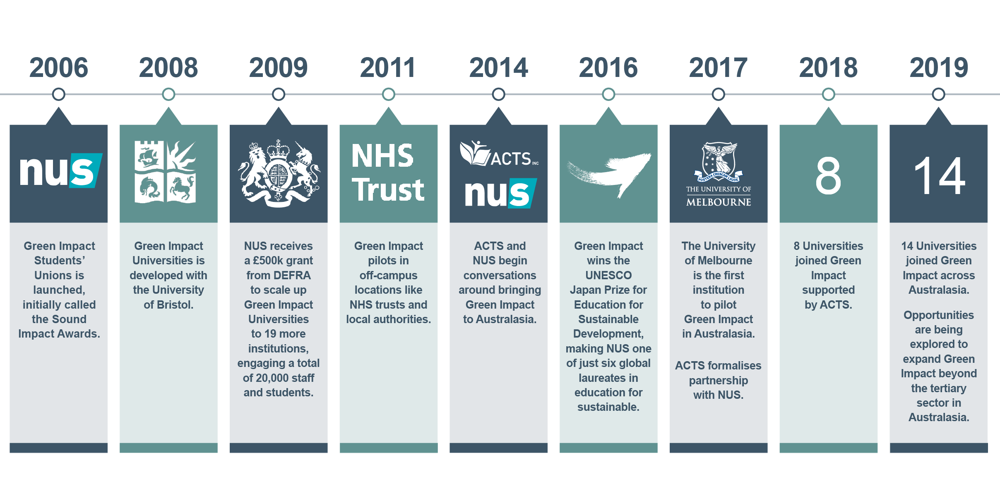 2006
2008
2009
2011
2014
2016
2017
2018
2019
nus
Green Impact
Students’
Unions is
launched,
initially called
the Sound
Impact Awards.
Green Impact
Universities is
developed with
the University
of Bristol.
NUS receives
a £500k grant
from DEFRA
to scale up
Green Impact
Universities
to 19 more
institutions,
engaging a total
of 20,000 staff
and students.
NHS
Trust
Green Impact
pilots in
off-campus
locations like
NHS trusts and
local authorities.
ACTS INC
nus
ACTS and
NUS begin
conversations
around bringing
Green Impact
to Australasia.
Green Impact
wins the
UNESCO
Japan Prize for
Education for
Sustainable
Development,
making NUS one
of just six global
laureates in
education for
sustainable.
POSTERA CRESCAM LAUDE
THE UNIVERSITY OF
MELBOURNE
The University
of Melbourne
is the first
institution
to pilot
Green Impact
in Australasia.
ACTS formalises
partnership
with NUS.
8
8 Universities
joined Green
Impact
supported
by ACTS.
14
14 Universities
joined Green
Impact across
Australasia.
Opportunities
are being
explored to
expand Green
Impact beyond
the tertiary
sector in
Australasia.